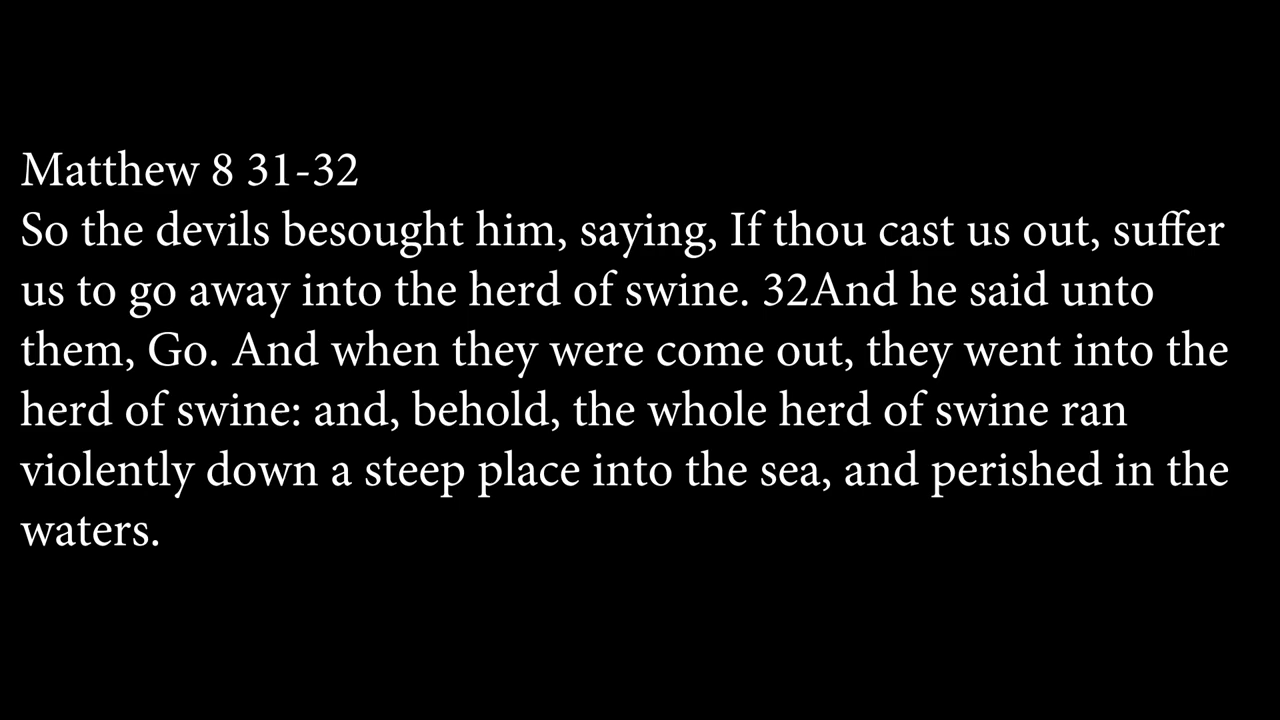 Matthew 8 31-32
So the devils besought him, saying, If thou cast us out, suffer
us to go away into the herd of swine. 32And he said unto
them, Go. And when they were come out, they went into the
herd of swine: and, behold, the whole herd of swine ran
violently down a steep place into the sea, and perished in the
waters.